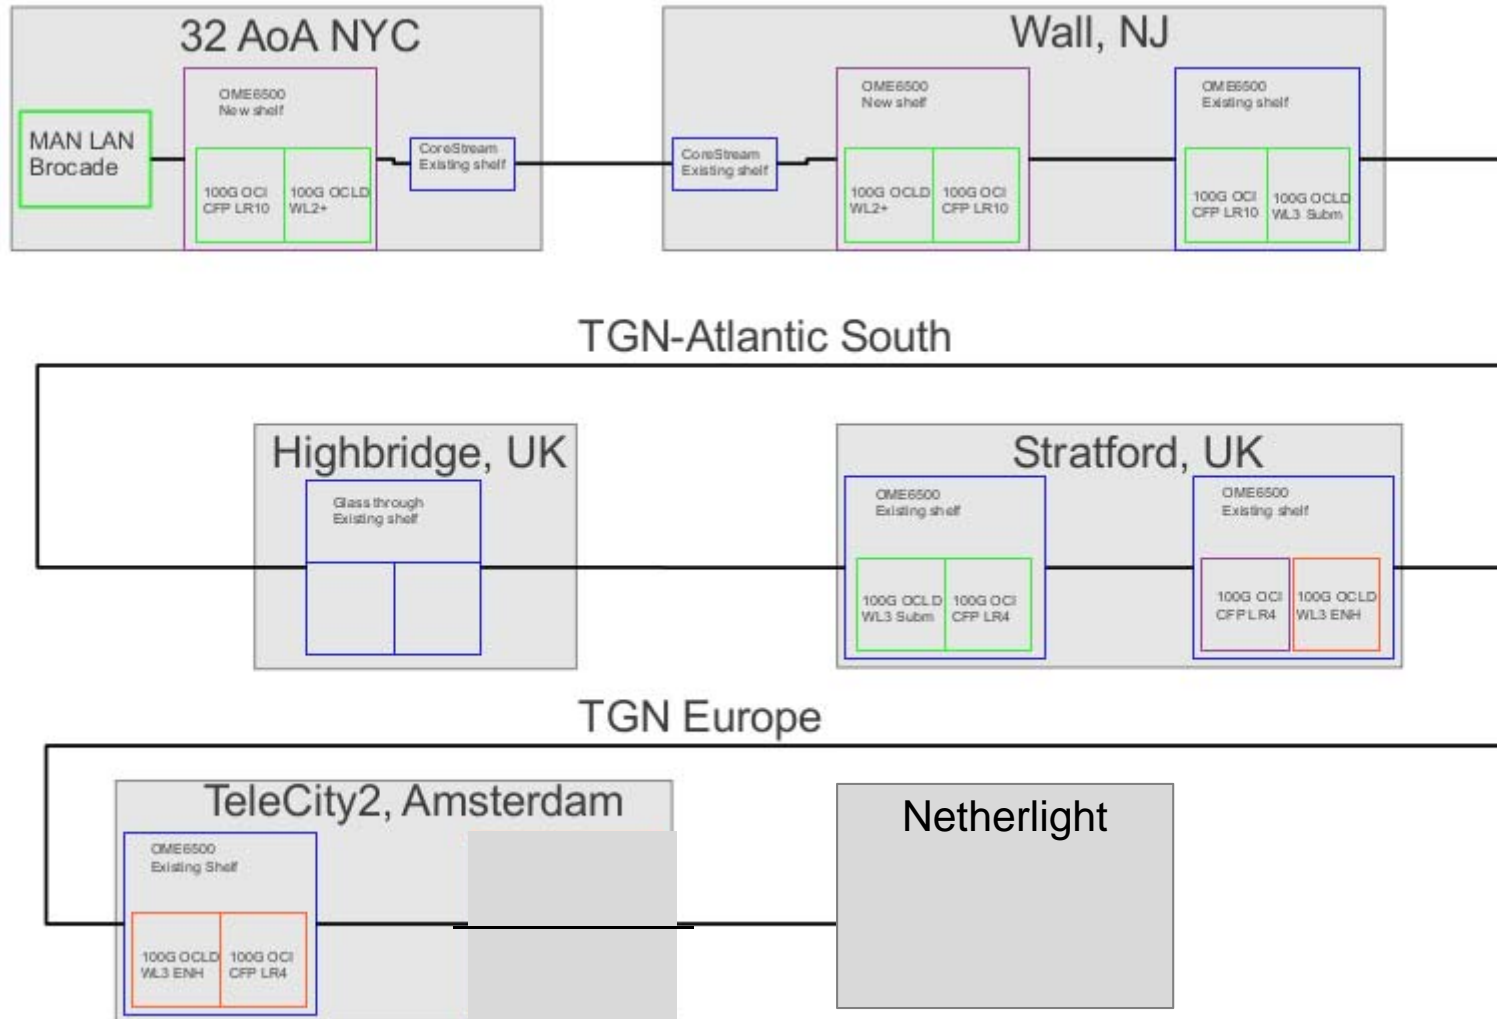 32 AoA NYC
MAN LAN
Brocade
OME6500
New shelf
100G OCI
CFP LR10
100G OCLD
WL2+
CoreStream
Existing shelf
Wall, NJ
CoreStream
Existing shelf
OME6500
New shelf
100G OCLD
WL2+
100G OCI
CFP LR10
OME6500
Existing shelf
100G OCI
CFP LR10
100G OCLD
WL3 Subm
TGN-Atlantic South
Highbridge, UK
Glass through
Existing shelf
Stratford, UK
OME6500
Existing shelf
100G OCLD
WL3 Subm
100G OCI
CFP LR4
OME6500
Existing shelf
100G OCI
CFP LR4
100G OCLD
WL3 ENH
TGN Europe
TeleCity2, Amsterdam
OME6500
Existing Shelf
100G OCLD
WL3 ENH
100G OCI
CFP LR4
Netherlight